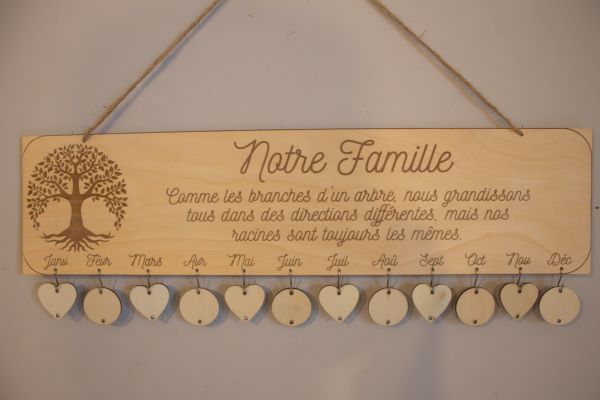 Notre Famille
Comme les branches d'un arbre, nous grandissons
tous dans des directions différentes, mais nos
racines sont toujours les mêmes.
Janv Févr Mars Avr Mai Juin Juil Aoû Sept Oct Nov Déc